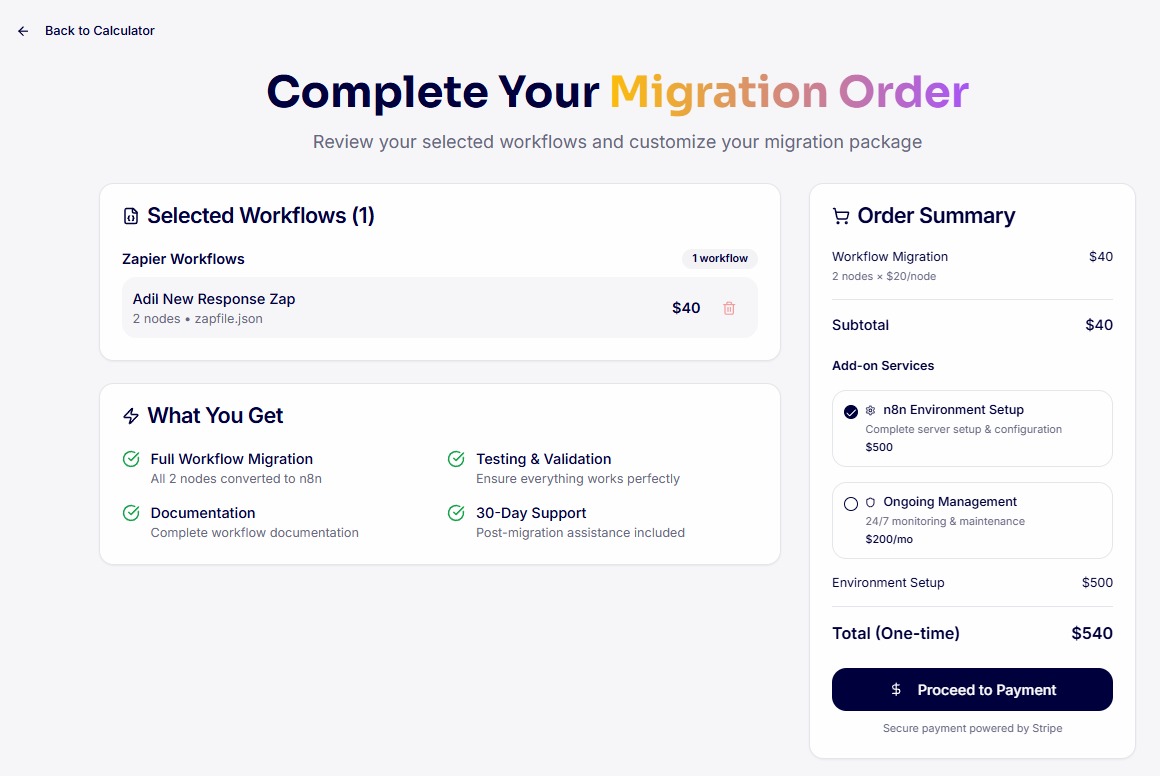 Back to Calculator
Complete Your Migration Order
Review your selected workflows and customize your migration package
Selected Workflows (1)
Zapier Workflows
1 workflow
Adil New Response Zap
2 nodes • zapfile.json
$40
What You Get
Full Workflow Migration
All 2 nodes converted to n8n
Testing & Validation
Ensure everything works perfectly
Documentation
Complete workflow documentation
30-Day Support
Post-migration assistance included
Order Summary
Workflow Migration
$40
2 nodes × $20/node
Subtotal
$40
Add-on Services
n8n Environment Setup
Complete server setup & configuration
$500
Ongoing Management
24/7 monitoring & maintenance
$200/mo
Environment Setup
$500
Total (One-time)
$540
$ Proceed to Payment
Secure payment powered by Stripe